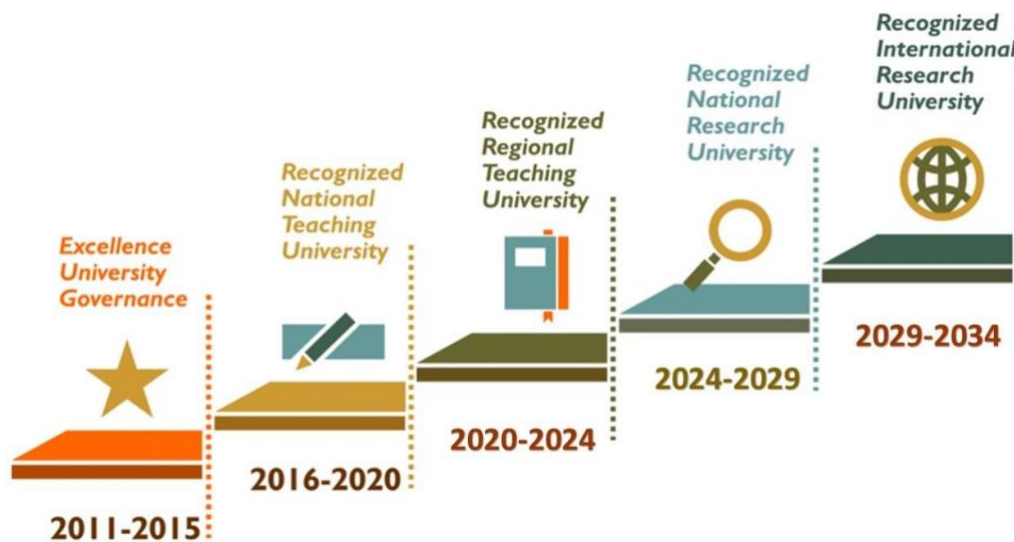 Excellence
University
Governance
2011-2015
Recognized
National
Teaching
University
2016-2020
Recognized
Regional
Teaching
University
2020-2024
Recognized
National
Research
University
2024-2029
Recognized
International
Research
University
2029-2034